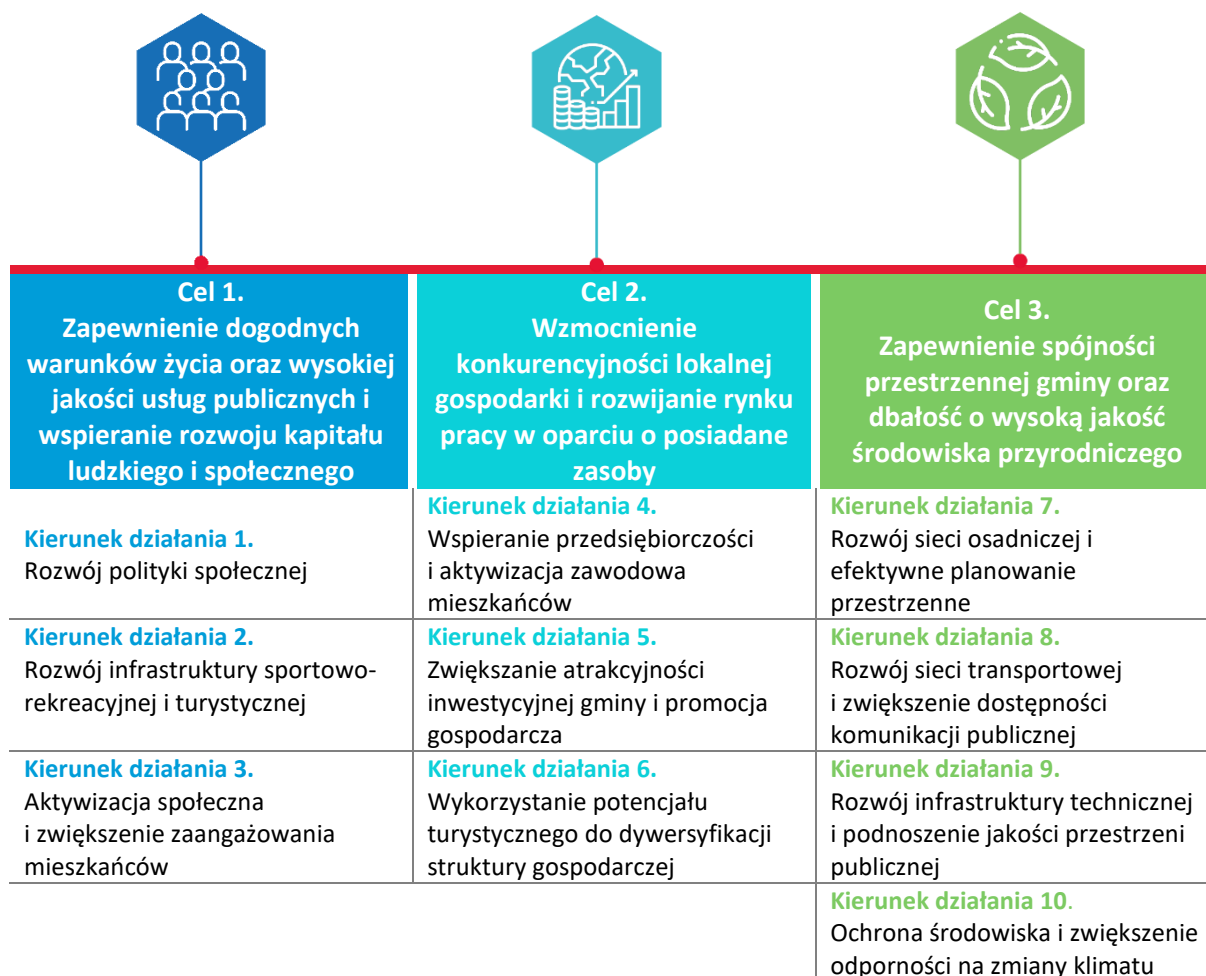 Cel 1.
Zapewnienie dogodnych
warunków życia oraz wysokiej
jakości usług publicznych i
wspieranie rozwoju kapitału
ludzkiego i społecznego
Cel 2.
Wzmocnienie
konkurencyjności lokalnej
gospodarki i rozwijanie rynku
pracy w oparciu o posiadane
zasoby
Cel 3.
Zapewnienie spójności
przestrzennej gminy oraz
dbałość o wysoką jakość
środowiska przyrodniczego
Kierunek działania 1.
Rozwój polityki społecznej
Kierunek działania 4.
Wspieranie przedsiębiorczości
i aktywizacja zawodowa
mieszkańców
Kierunek działania 7.
Rozwój sieci osadniczej i
efektywne planowanie
przestrzenne
Kierunek działania 2.
Rozwój infrastruktury sportowo-
rekreacyjnej i turystycznej
Kierunek działania 5.
Zwiększanie atrakcyjności
inwestycyjnej gminy i promocja
gospodarcza
Kierunek działania 8.
Rozwój sieci transportowej
i zwiększenie dostępności
komunikacji publicznej
Kierunek działania 3.
Aktywizacja społeczna
i zwiększenie zaangażowania
mieszkańców
Kierunek działania 6.
Wykorzystanie potencjału
turystycznego do dywersyfikacji
struktury gospodarczej
Kierunek działania 9.
Rozwój infrastruktury technicznej
i podnoszenie jakości przestrzeni
publicznej
Kierunek działania 10.
Ochrona środowiska i zwiększenie
odporności na zmiany klimatu